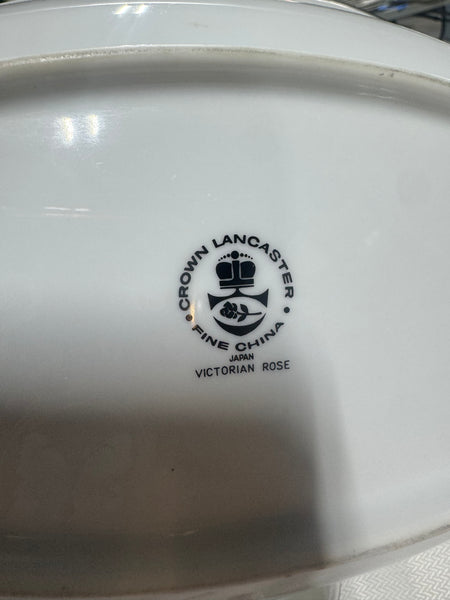 CROWN LANCASTER
FINE CHINA
JAPAN
VICTORIAN ROSE